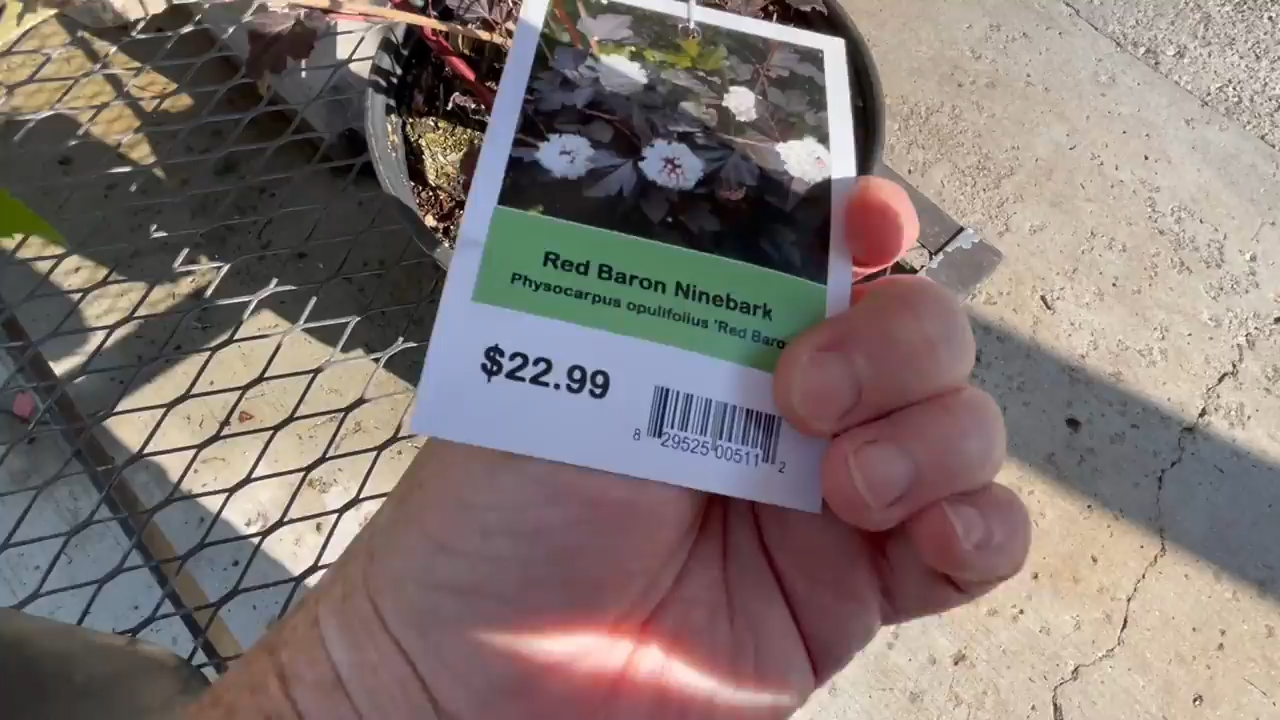 Red Baron Ninebark
Physocarpus opulifolius 'Red Baro
$22.99
8 29525 00511 2